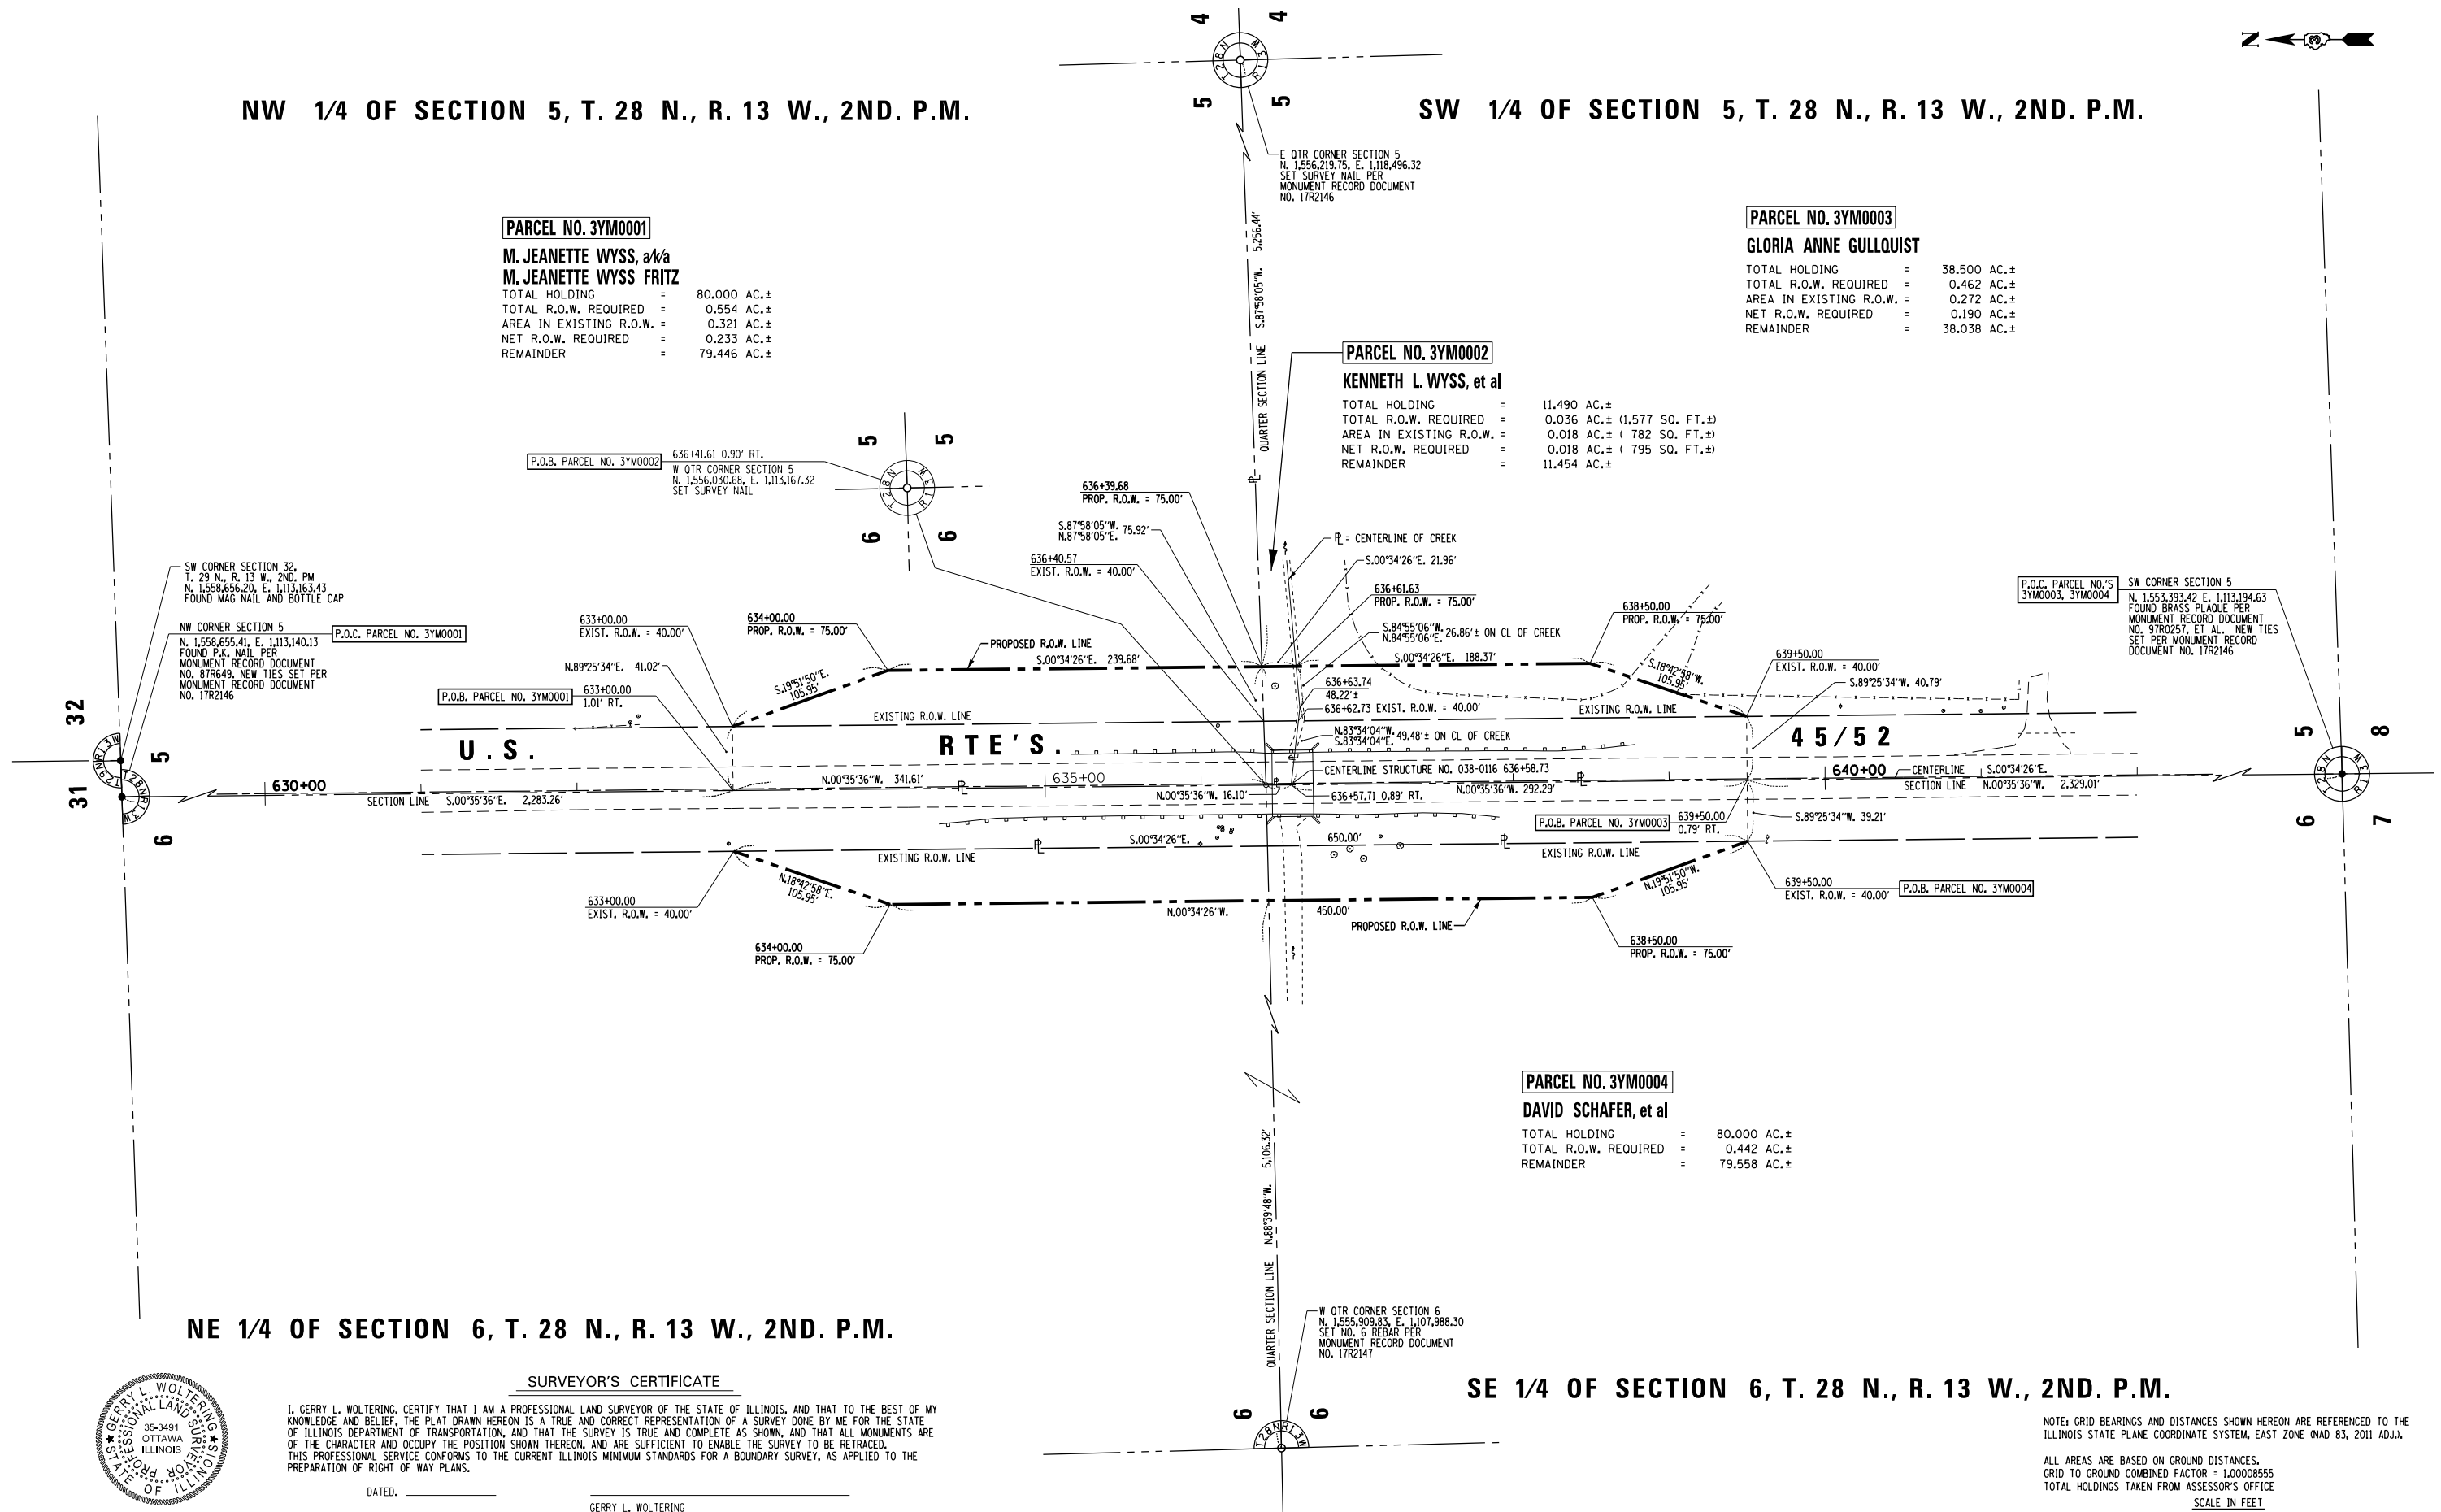 4 4
5 5
N
3
T28N
R13W
NW 1/4 OF SECTION 5, T. 28 N., R. 13 W., 2ND. P.M.
SW 1/4 OF SECTION 5, T. 28 N., R. 13 W., 2ND. P.M.
E QTR CORNER SECTION 5
N. 1,556,219.75, E. 1,118,496.32
SET SURVEY NAIL PER
MONUMENT RECORD DOCUMENT
NO. 17R2146
QUARTER SECTION LINE S.87°58'05"W. 5,256.44'
PARCEL NO. 3YM0001
M. JEANETTE WYSS, a/k/a
M. JEANETTE WYSS FRITZ
TOTAL HOLDING = 80.000 AC.±
TOTAL R.O.W. REQUIRED = 0.554 AC.±
AREA IN EXISTING R.O.W. = 0.321 AC.±
NET R.O.W. REQUIRED = 0.233 AC.±
REMAINDER = 79.446 AC.±
PARCEL NO. 3YM0003
GLORIA ANNE GULLQUIST
TOTAL HOLDING = 38.500 AC.±
TOTAL R.O.W. REQUIRED = 0.462 AC.±
AREA IN EXISTING R.O.W. = 0.272 AC.±
NET R.O.W. REQUIRED = 0.190 AC.±
REMAINDER = 38.038 AC.±
PARCEL NO. 3YM0002
KENNETH L. WYSS, et al
TOTAL HOLDING = 11.490 AC.±
TOTAL R.O.W. REQUIRED = 0.036 AC.± (1,577 SQ. FT.±)
AREA IN EXISTING R.O.W. = 0.018 AC.± ( 782 SQ. FT.±)
NET R.O.W. REQUIRED = 0.018 AC.± ( 795 SQ. FT.±)
REMAINDER = 11.454 AC.±
P.O.B. PARCEL NO. 3YM0002
636+41.61 0.90' RT.
W QTR CORNER SECTION 5
N. 1,556,030.68, E. 1,113,167.32
SET SURVEY NAIL
5 5
6 6
T28N
R13W
636+39.68
PROP. R.O.W. = 75.00'
S.87°58'05"W.
N.87°58'05"E. 75.92'
636+40.57
EXIST. R.O.W. = 40.00'
PL = CENTERLINE OF CREEK
S.00°34'26"E. 21.96'
636+61.63
PROP. R.O.W. = 75.00'
S.84°55'06"W.
N.84°55'06"E. 26.86'± ON CL OF CREEK
SW CORNER SECTION 32,
T. 29 N., R. 13 W., 2ND. PM
N. 1,558,656.20, E. 1,113,163.43
FOUND MAG NAIL AND BOTTLE CAP
NW CORNER SECTION 5
N. 1,558,655.41, E. 1,113,140.13
FOUND P.K. NAIL PER
MONUMENT RECORD DOCUMENT
NO. 87R649. NEW TIES SET PER
MONUMENT RECORD DOCUMENT
NO. 17R2146
P.O.C. PARCEL NO. 3YM0001
633+00.00
EXIST. R.O.W. = 40.00'
634+00.00
PROP. R.O.W. = 75.00'
N.89°25'34"E. 41.02'
P.O.B. PARCEL NO. 3YM0001
633+00.00
1.01' RT.
S.19°51'50"E.
105.95'
PROPOSED R.O.W. LINE
S.00°34'26"E. 239.68'
S.00°34'26"E. 188.37'
638+50.00
PROP. R.O.W. = 75.00'
S.18°42'58"W.
105.95'
639+50.00
EXIST. R.O.W. = 40.00'
S.89°25'34"W. 40.79'
P.O.C. PARCEL NO.'S
3YM0003, 3YM0004
SW CORNER SECTION 5
N. 1,553,393.42 E. 1,113,194.63
FOUND BRASS PLAQUE PER
MONUMENT RECORD DOCUMENT
NO. 97R0257, ET AL. NEW TIES
SET PER MONUMENT RECORD
DOCUMENT NO. 17R2146
636+63.74
48.22'±
636+62.73 EXIST. R.O.W. = 40.00'
EXISTING R.O.W. LINE
EXISTING R.O.W. LINE
N.83°34'04"W.
S.83°34'04"E. 49.48'± ON CL OF CREEK
U.S. RTE'S. 45/52
32 5
31 6
T29N R13W
T28N R13W
5 8
6 7
T28N
R13W
630+00
635+00
640+00
SECTION LINE S.00°35'36"E. 2,283.26'
N.00°35'36"W. 341.61'
CENTERLINE STRUCTURE NO. 038-0116 636+58.73
N.00°35'36"W. 16.10'
636+57.71 0.89' RT.
N.00°35'36"W. 292.29'
CENTERLINE S.00°34'26"E.
SECTION LINE N.00°35'36"W. 2,329.01'
P.O.B. PARCEL NO. 3YM0003
639+50.00
0.79' RT.
S.89°25'34"W. 39.21'
EXISTING R.O.W. LINE
S.00°34'26"E. 650.00'
EXISTING R.O.W. LINE
N.18°42'58"E.
105.95'
N.19°51'50"W.
105.95'
639+50.00
EXIST. R.O.W. = 40.00'
P.O.B. PARCEL NO. 3YM0004
633+00.00
EXIST. R.O.W. = 40.00'
N.00°34'26"W. 450.00'
PROPOSED R.O.W. LINE
634+00.00
PROP. R.O.W. = 75.00'
638+50.00
PROP. R.O.W. = 75.00'
PARCEL NO. 3YM0004
DAVID SCHAFER, et al
TOTAL HOLDING = 80.000 AC.±
TOTAL R.O.W. REQUIRED = 0.442 AC.±
REMAINDER = 79.558 AC.±
QUARTER SECTION LINE N.88°39'48"W. 5,106.32'
W QTR CORNER SECTION 6
N. 1,555,909.83, E. 1,107,988.30
SET NO. 6 REBAR PER
MONUMENT RECORD DOCUMENT
NO. 17R2147
6 6
T28N R13W
NE 1/4 OF SECTION 6, T. 28 N., R. 13 W., 2ND. P.M.
SE 1/4 OF SECTION 6, T. 28 N., R. 13 W., 2ND. P.M.
GERRY L. WOLTERING
STATE OF ILLINOIS
PROFESSIONAL LAND SURVEYOR
35-3491
OTTAWA
ILLINOIS
SURVEYOR'S CERTIFICATE
I, GERRY L. WOLTERING, CERTIFY THAT I AM A PROFESSIONAL LAND SURVEYOR OF THE STATE OF ILLINOIS, AND THAT TO THE BEST OF MY
KNOWLEDGE AND BELIEF, THE PLAT DRAWN HEREON IS A TRUE AND CORRECT REPRESENTATION OF A SURVEY DONE BY ME FOR THE STATE
OF ILLINOIS DEPARTMENT OF TRANSPORTATION, AND THAT THE SURVEY IS TRUE AND COMPLETE AS SHOWN, AND THAT ALL MONUMENTS ARE
OF THE CHARACTER AND OCCUPY THE POSITION SHOWN THEREON, AND ARE SUFFICIENT TO ENABLE THE SURVEY TO BE RETRACED.
THIS PROFESSIONAL SERVICE CONFORMS TO THE CURRENT ILLINOIS MINIMUM STANDARDS FOR A BOUNDARY SURVEY, AS APPLIED TO THE
PREPARATION OF RIGHT OF WAY PLANS.
DATED.
GERRY L. WOLTERING
NOTE: GRID BEARINGS AND DISTANCES SHOWN HEREON ARE REFERENCED TO THE
ILLINOIS STATE PLANE COORDINATE SYSTEM, EAST ZONE (NAD 83, 2011 ADJ.).
ALL AREAS ARE BASED ON GROUND DISTANCES.
GRID TO GROUND COMBINED FACTOR = 1.00008555
TOTAL HOLDINGS TAKEN FROM ASSESSOR'S OFFICE
SCALE IN FEET